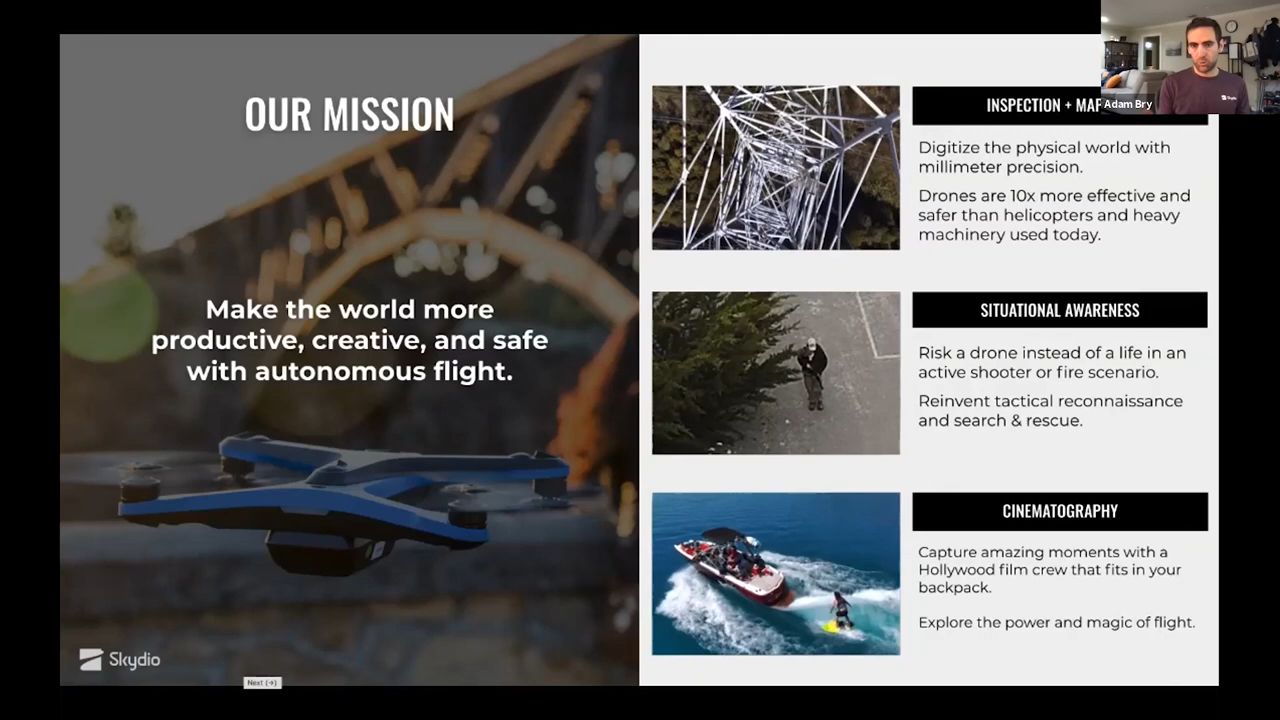 OUR MISSION
Make the world more
productive, creative, and safe
with autonomous flight.
Skydio
Next (→)
INSPECTION + MAP
Adam Bry
Skydio
Digitize the physical world with
millimeter precision.
Drones are 10x more effective and
safer than helicopters and heavy
machinery used today.
SITUATIONAL AWARENESS
Risk a drone instead of a life in an
active shooter or fire scenario.
Reinvent tactical reconnaissance
and search & rescue.
CINEMATOGRAPHY
Capture amazing moments with a
Hollywood film crew that fits in your
backpack.
Explore the power and magic of flight.